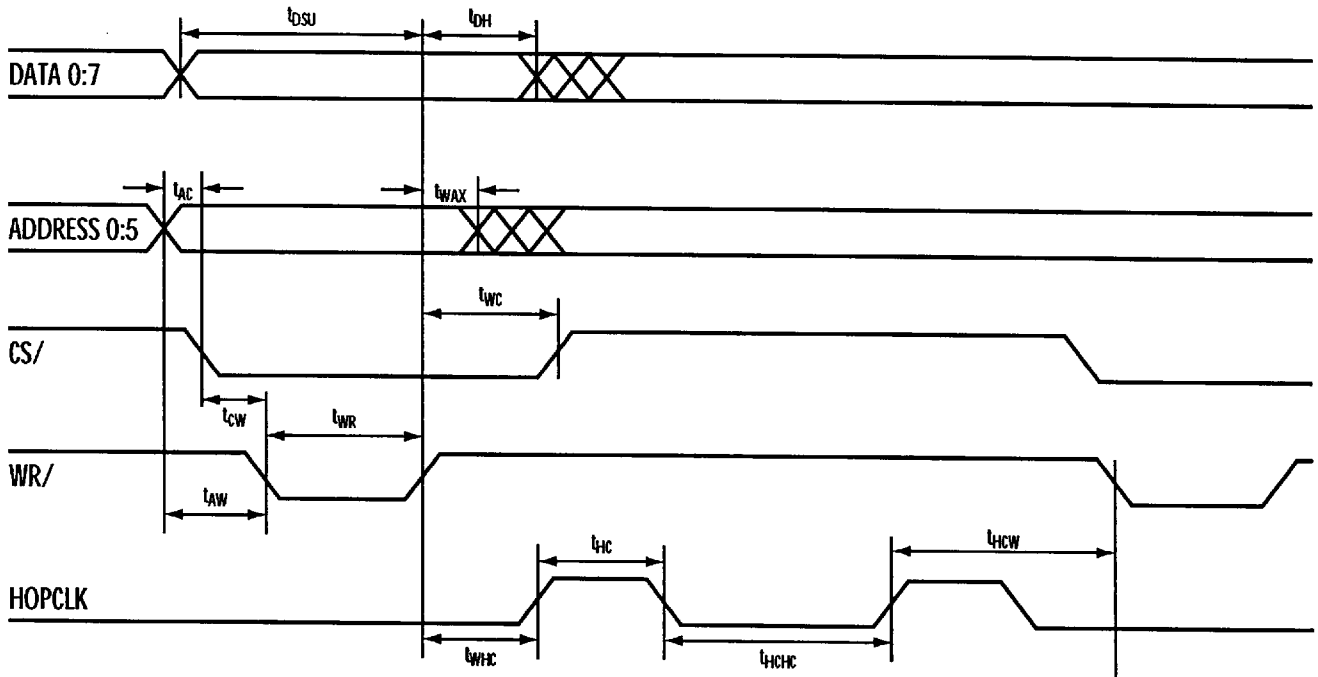 tDSU
tDH
DATA 0:7
tAC
tWAX
ADDRESS 0:5
tWC
CS/
tCW
tWR
WR/
tAW
tHC
tHCW
HOPCLK
tWHC
tHCHC